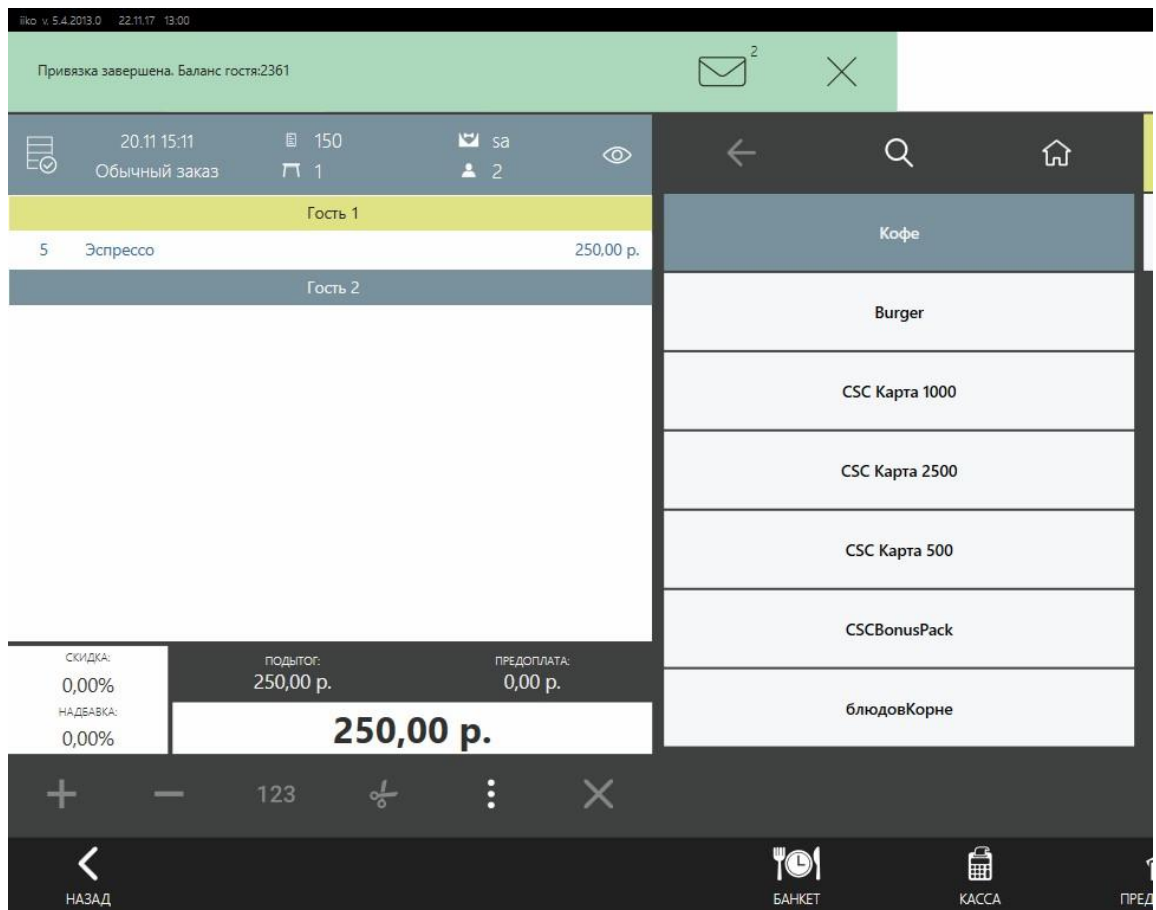 iiko v. 5.4.2013.0 22.11.17 13:00
Привязка завершена. Баланс гостя:2361
2
20.11 15:11 150 sa
Обычный заказ 1 2
Гость 1
5 Эспрессо 250,00 р.
Гость 2
Кофе
Burger
CSC Карта 1000
CSC Карта 2500
CSC Карта 500
CSCBonusPack
блюдовКорне
СКИДКА: ПОДЫТОГ: ПРЕДОПЛАТА:
0,00% 250,00 р. 0,00 р.
НАДБАВКА:
0,00% 250,00 р.
123
НАЗАД БАНКЕТ КАССА